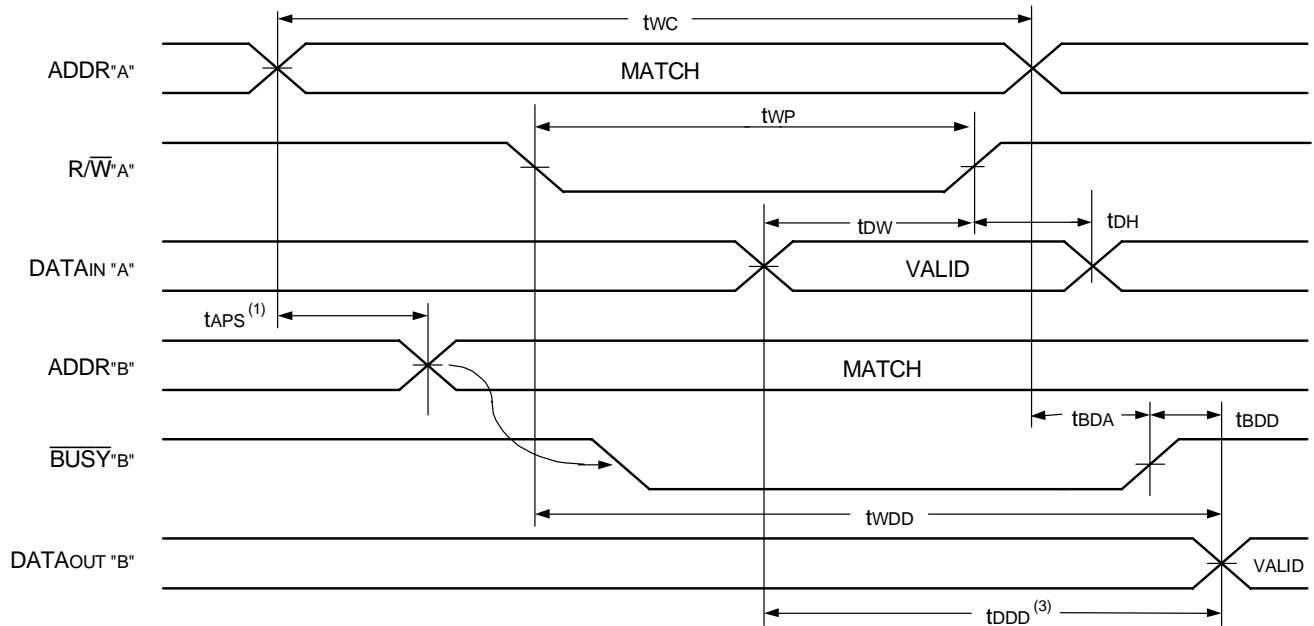 tWC
ADDR"A"
MATCH
tWP
R/W̅"A"
tDW
tDH
DATAIN "A"
VALID
tAPS (1)
ADDR"B"
MATCH
tBDA
tBDD
B̅U̅S̅Y̅"B"
tWDD
DATAOUT "B"
VALID
tDDD (3)